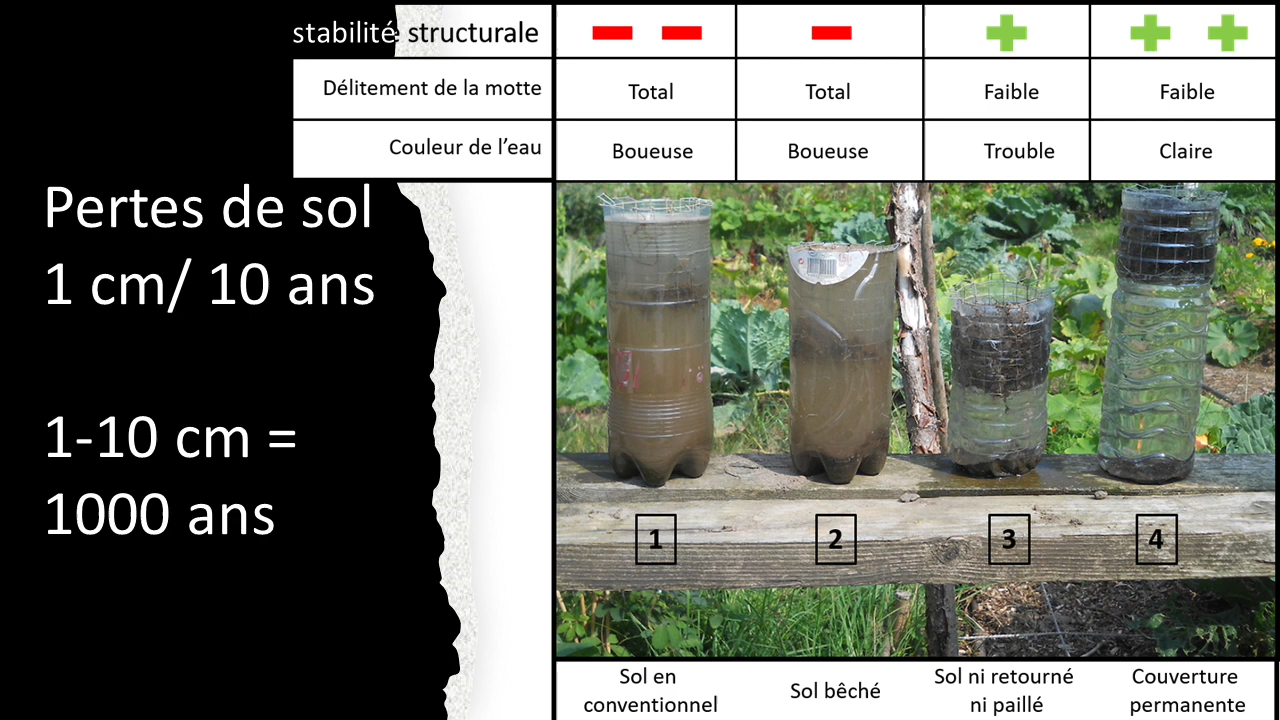 stabilité structurale
Délitement de la motte Total Total Faible Faible
Couleur de l’eau Boueuse Boueuse Trouble Claire
Pertes de sol
1 cm/ 10 ans
1-10 cm =
1000 ans
1 2 3 4
Sol en
conventionnel
Sol bêché
Sol ni retourné
ni paillé
Couverture
permanente